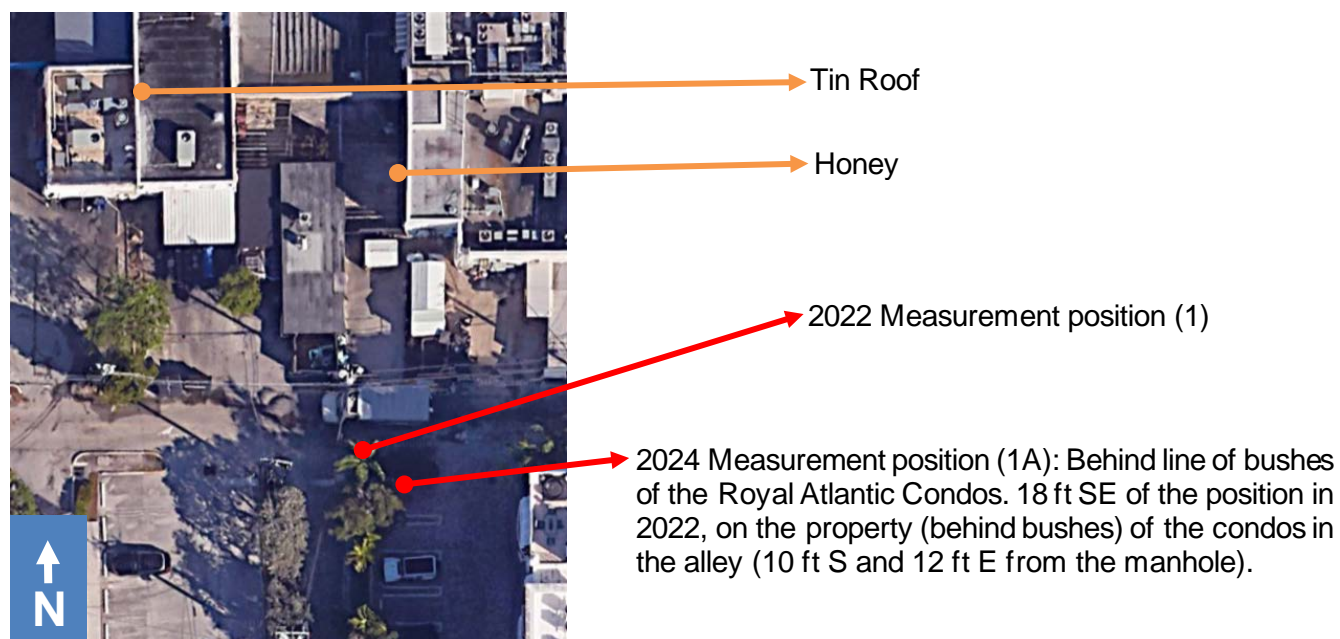 Tin Roof
Honey
2022 Measurement position (1)
2024 Measurement position (1A): Behind line of bushes
of the Royal Atlantic Condos. 18 ft SE of the position in
2022, on the property (behind bushes) of the condos in
the alley (10 ft S and 12 ft E from the manhole).
N